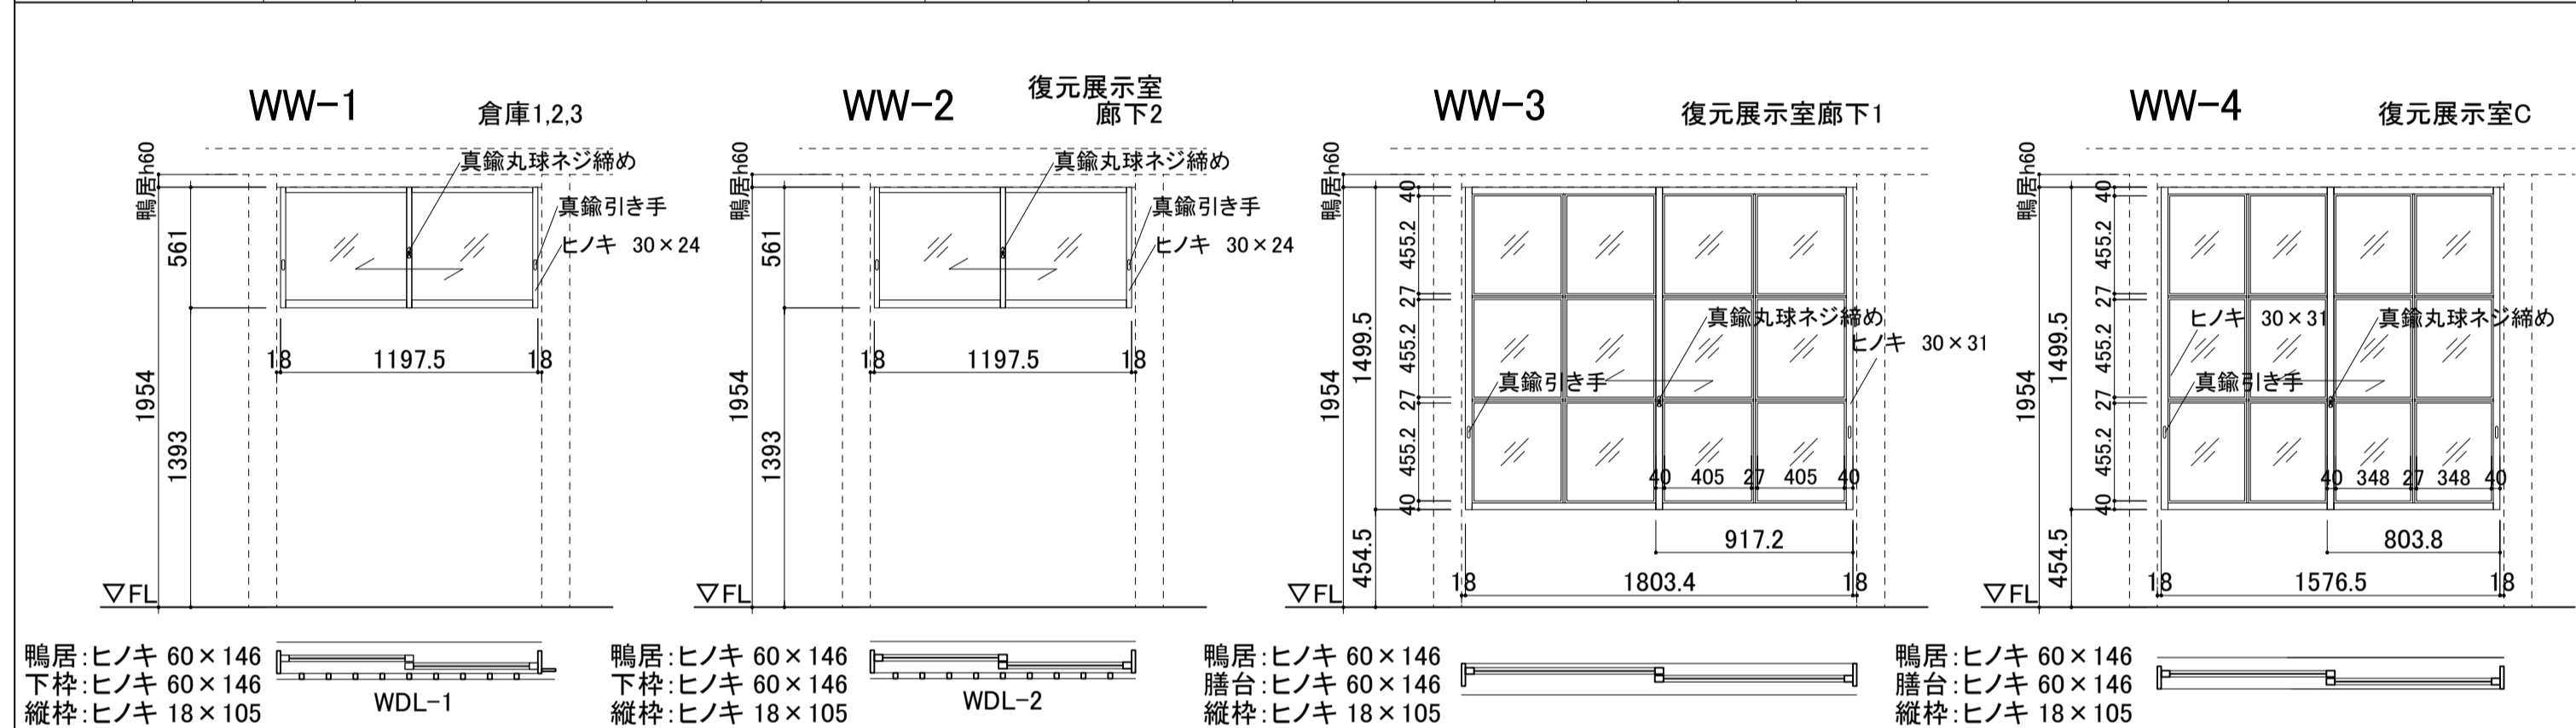 WW-1
倉庫1,2,3
鴨居h60
真鍮丸球ネジ締め
真鍮引き手
ヒノキ 30×24
561
1954
1393
18
1197.5
18
▽FL
鴨居:ヒノキ 60×146
下枠:ヒノキ 60×146
縦枠:ヒノキ 18×105
WDL-1
WW-2
復元展示室
廊下2
鴨居h60
真鍮丸球ネジ締め
真鍮引き手
ヒノキ 30×24
561
1954
1393
18
1197.5
18
▽FL
鴨居:ヒノキ 60×146
下枠:ヒノキ 60×146
縦枠:ヒノキ 18×105
WDL-2
WW-3
復元展示室廊下1
鴨居h60
40
455.2
27
455.2
27
455.2
40
1499.5
1954
454.5
真鍮丸球ネジ締め
ヒノキ 30×31
真鍮引き手
40
405
27
405
40
917.2
18
1803.4
18
▽FL
鴨居:ヒノキ 60×146
膳台:ヒノキ 60×146
縦枠:ヒノキ 18×105
WW-4
復元展示室C
鴨居h60
40
455.2
27
455.2
27
455.2
40
1499.5
1954
454.5
ヒノキ 30×31
真鍮丸球ネジ締め
真鍮引き手
40
348
27
348
40
803.8
18
1576.5
18
▽FL
鴨居:ヒノキ 60×146
膳台:ヒノキ 60×146
縦枠:ヒノキ 18×105